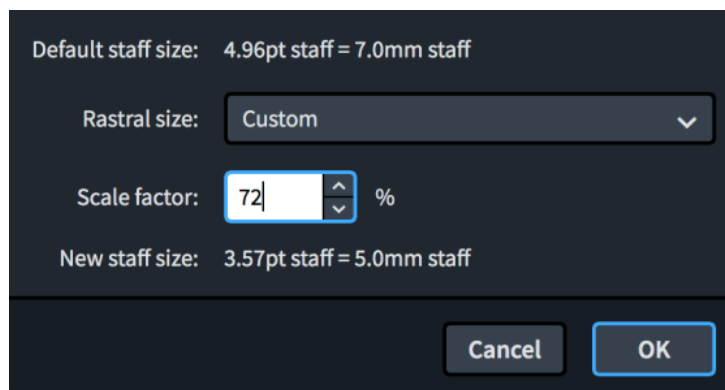 Default staff size: 4.96pt staff = 7.0mm staff
Rastral size: Custom
Scale factor: 72 %
New staff size: 3.57pt staff = 5.0mm staff
Cancel OK